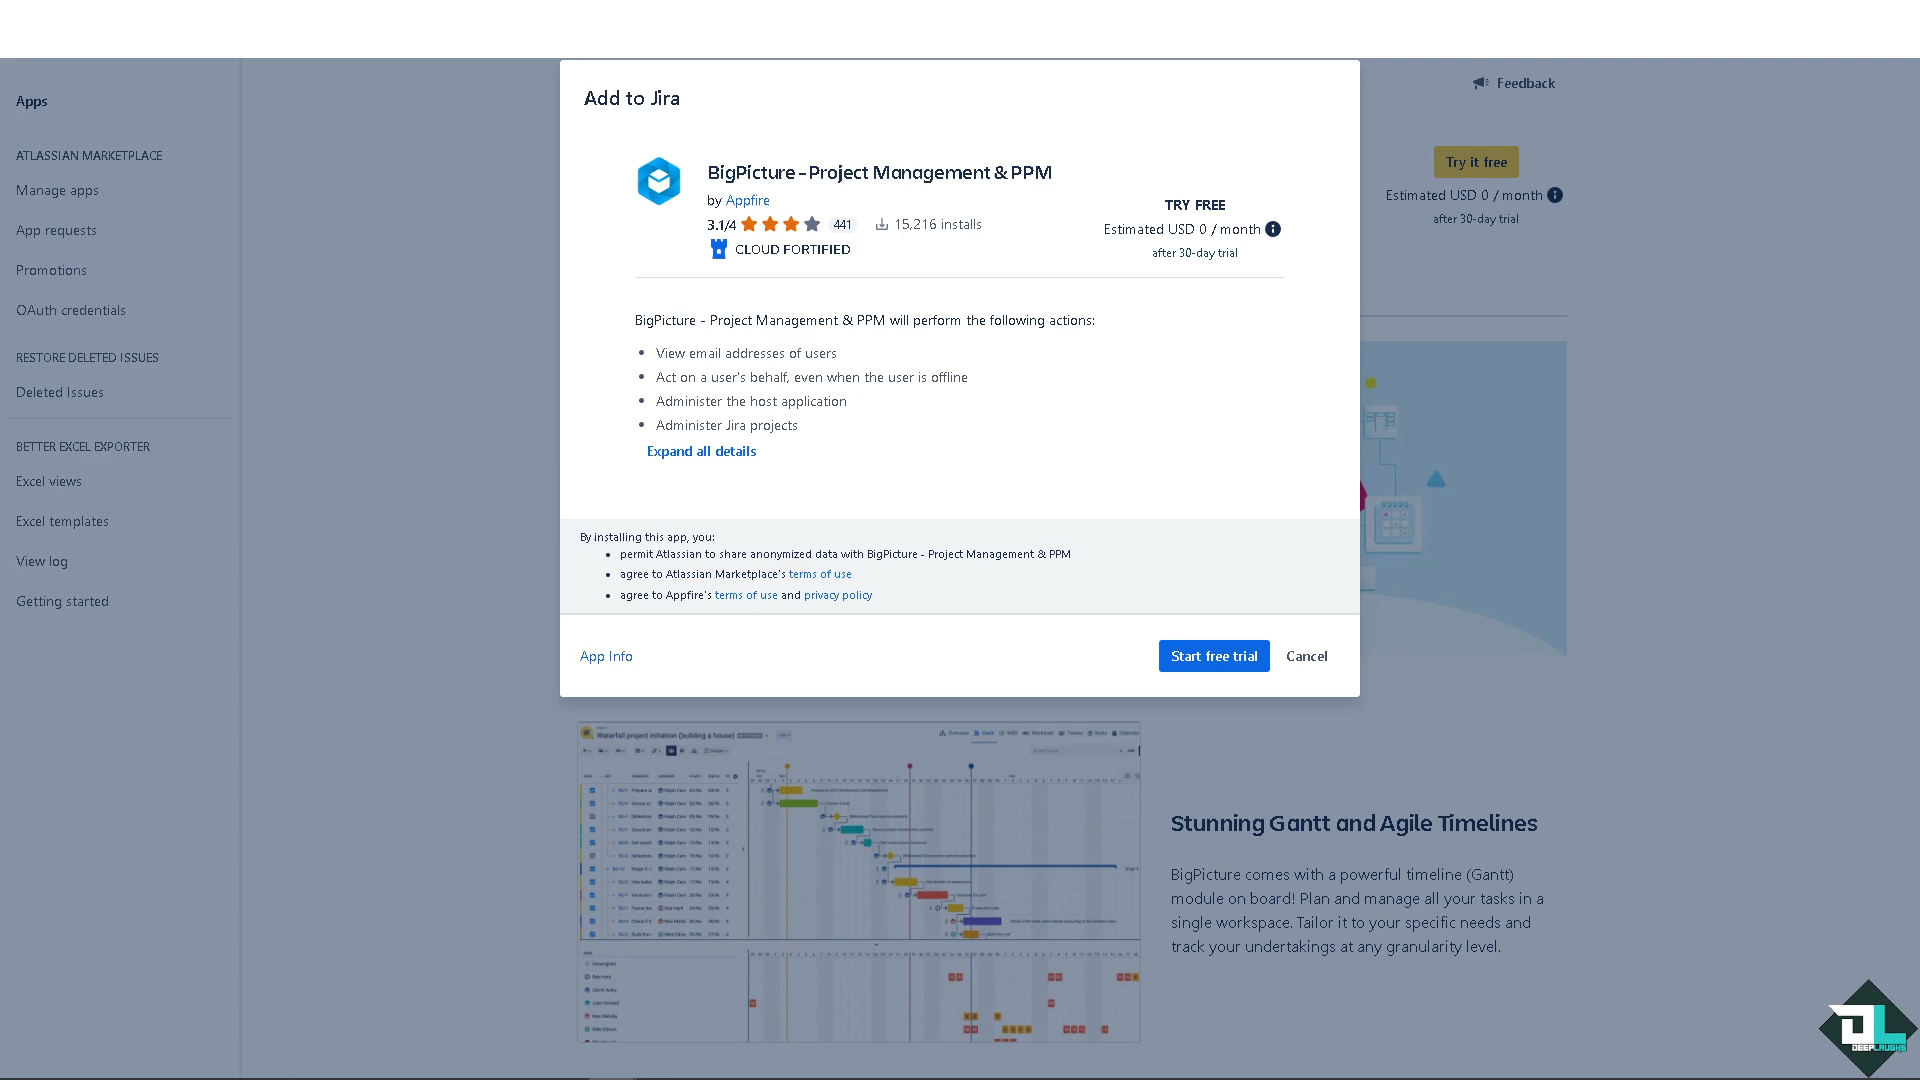 Add to Jira
Feedback
Apps
ATLASSIAN MARKETPLACE
Manage apps
App requests
Promotions
OAuth credentials
RESTORE DELETED ISSUES
Deleted Issues
BETTER EXCEL EXPORTER
Excel views
Excel templates
View log
Getting started
BigPicture - Project Management & PPM
by Appfire
3.1/4 441 15,216 installs
CLOUD FORTIFIED
TRY FREE
Estimated USD 0 / month
after 30-day trial
Try it free
Estimated USD 0 / month
after 30-day trial
BigPicture - Project Management & PPM will perform the following actions:
• View email addresses of users
• Act on a user's behalf, even when the user is offline
• Administer the host application
• Administer Jira projects
Expand all details
By installing this app, you:
• permit Atlassian to share anonymized data with BigPicture - Project Management & PPM
• agree to Atlassian Marketplace's terms of use
• agree to Appfire's terms of use and privacy policy
App Info
Start free trial
Cancel
Waterfall project initiation (building a house)
Overview Gantt WBS Workload Teams Risks Calendar
Stunning Gantt and Agile Timelines
BigPicture comes with a powerful timeline (Gantt)
module on board! Plan and manage all your tasks in a
single workspace. Tailor it to your specific needs and
track your undertakings at any granularity level.
DL
DEEPLAUGHS